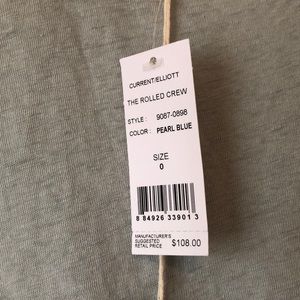 CURRENT/ELLIOTT
THE ROLLED CREW
STYLE : 9087-0898
COLOR : PEARL BLUE
SIZE
0
8 84926 33901 3
MANUFACTURER'S
SUGGESTED
RETAIL PRICE $108.00